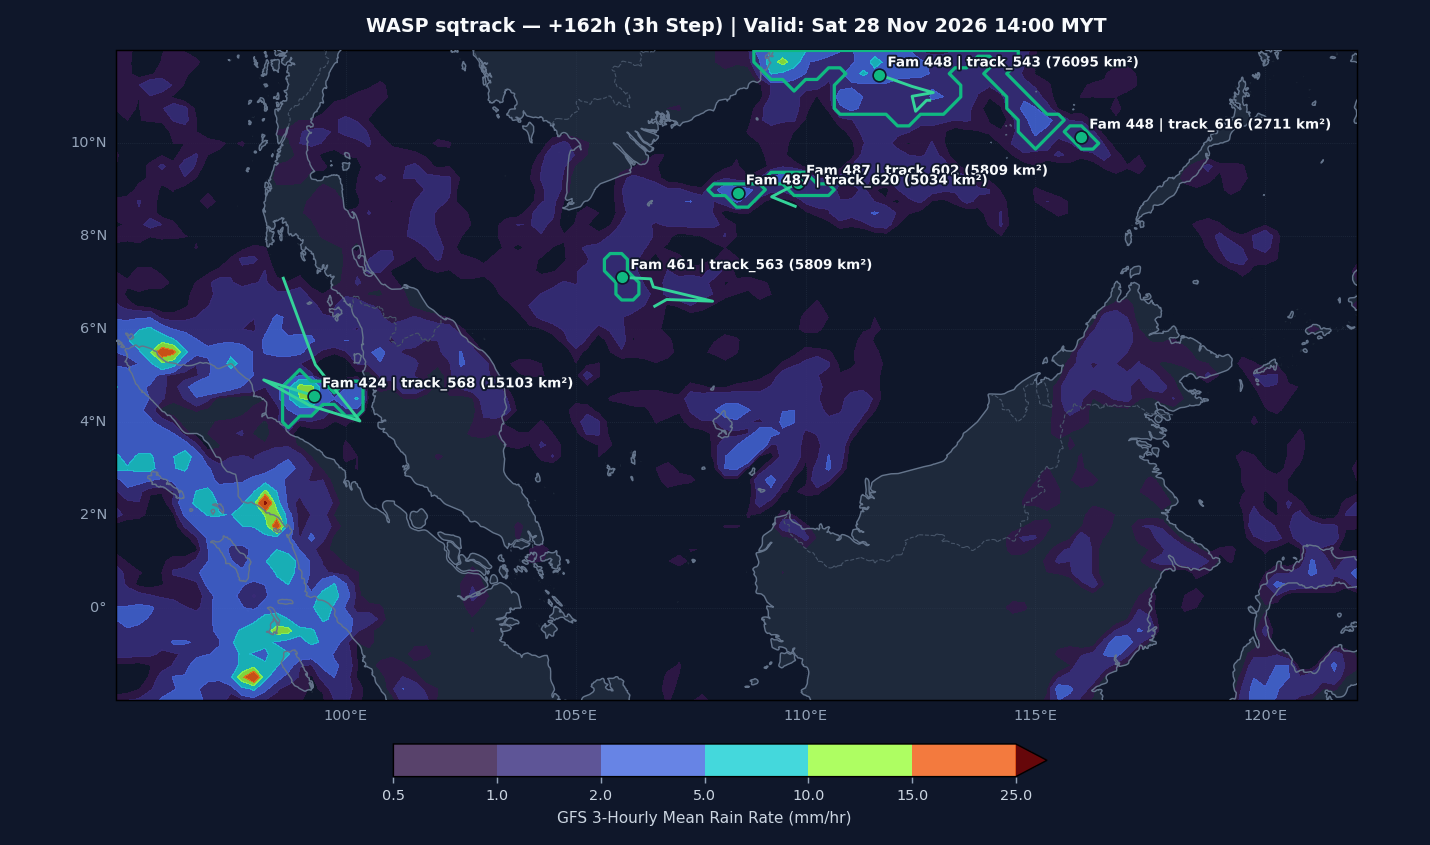 WASP sqtrack — +162h (3h Step) | Valid: Sat 28 Nov 2026 14:00 MYT
Fam 448 | track_543 (76095 km²)
Fam 448 | track_616 (2711 km²)
Fam 487 | track_602 (5809 km²)
Fam 487 | track_620 (5034 km²)
Fam 461 | track_563 (5809 km²)
Fam 424 | track_568 (15103 km²)
10°N
8°N
6°N
4°N
2°N
0°
100°E 105°E 110°E 115°E 120°E
0.5 1.0 2.0 5.0 10.0 15.0 25.0
GFS 3-Hourly Mean Rain Rate (mm/hr)